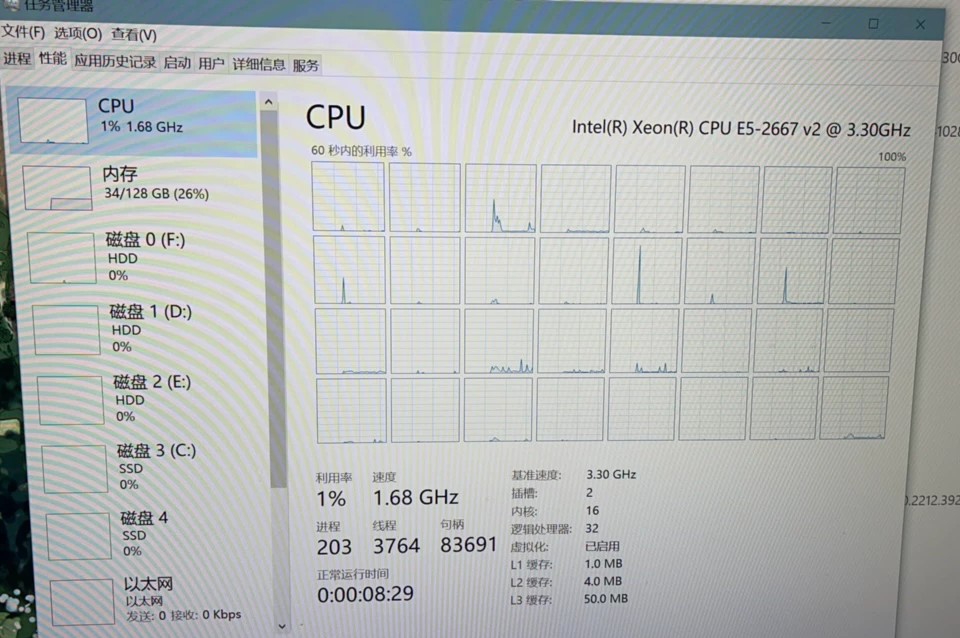 任务管理器
文件(F) 选项(O) 查看(V)
进程 性能 应用历史记录 启动 用户 详细信息 服务
CPU
1% 1.68 GHz
内存
34/128 GB (26%)
磁盘 0 (F:)
HDD
0%
磁盘 1 (D:)
HDD
0%
磁盘 2 (E:)
HDD
0%
磁盘 3 (C:)
SSD
0%
磁盘 4
SSD
0%
以太网
以太网
发送: 0 接收: 0 Kbps
CPU
Intel(R) Xeon(R) CPU E5-2667 v2 @ 3.30GHz
60 秒内的利用率 %
100%
利用率 速度
1% 1.68 GHz
进程 线程 句柄
203 3764 83691
正常运行时间
0:00:08:29
基准速度: 3.30 GHz
插槽: 2
内核: 16
逻辑处理器: 32
虚拟化: 已启用
L1 缓存: 1.0 MB
L2 缓存: 4.0 MB
L3 缓存: 50.0 MB